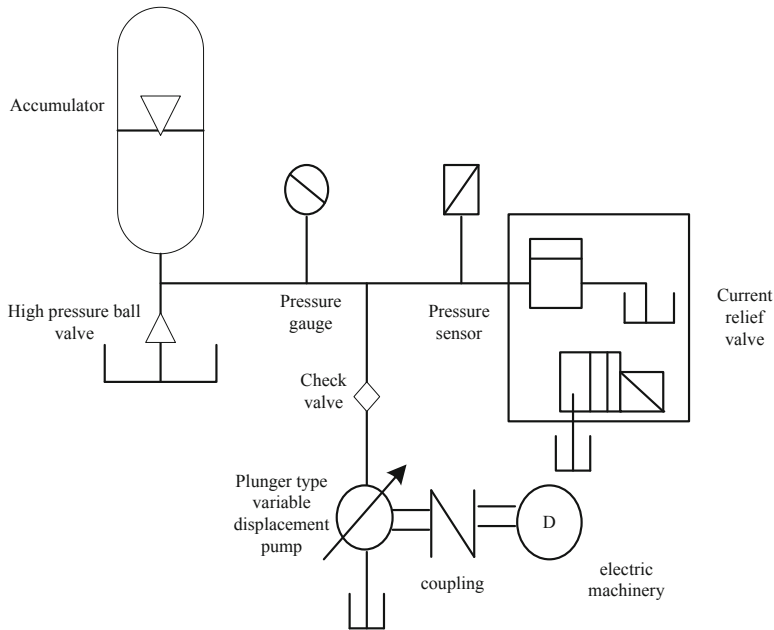 Accumulator
High pressure ball
valve
Pressure
gauge
Pressure
sensor
Current
relief
valve
Check
valve
Plunger type
variable
displacement
pump
D
coupling
electric
machinery